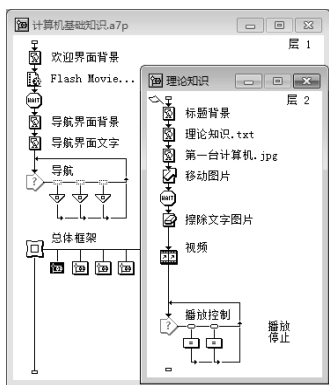 计算机基础知识.a7p
层 1
欢迎界面背景
Flash Movie...
WAIT
导航界面背景
导航界面文字
导航
?
总体框架
理论知识
层 2
标题背景
理论知识.txt
第一台计算机.jpg
移动图片
WAIT
擦除文字图片
视频
播放控制
?
播放
停止